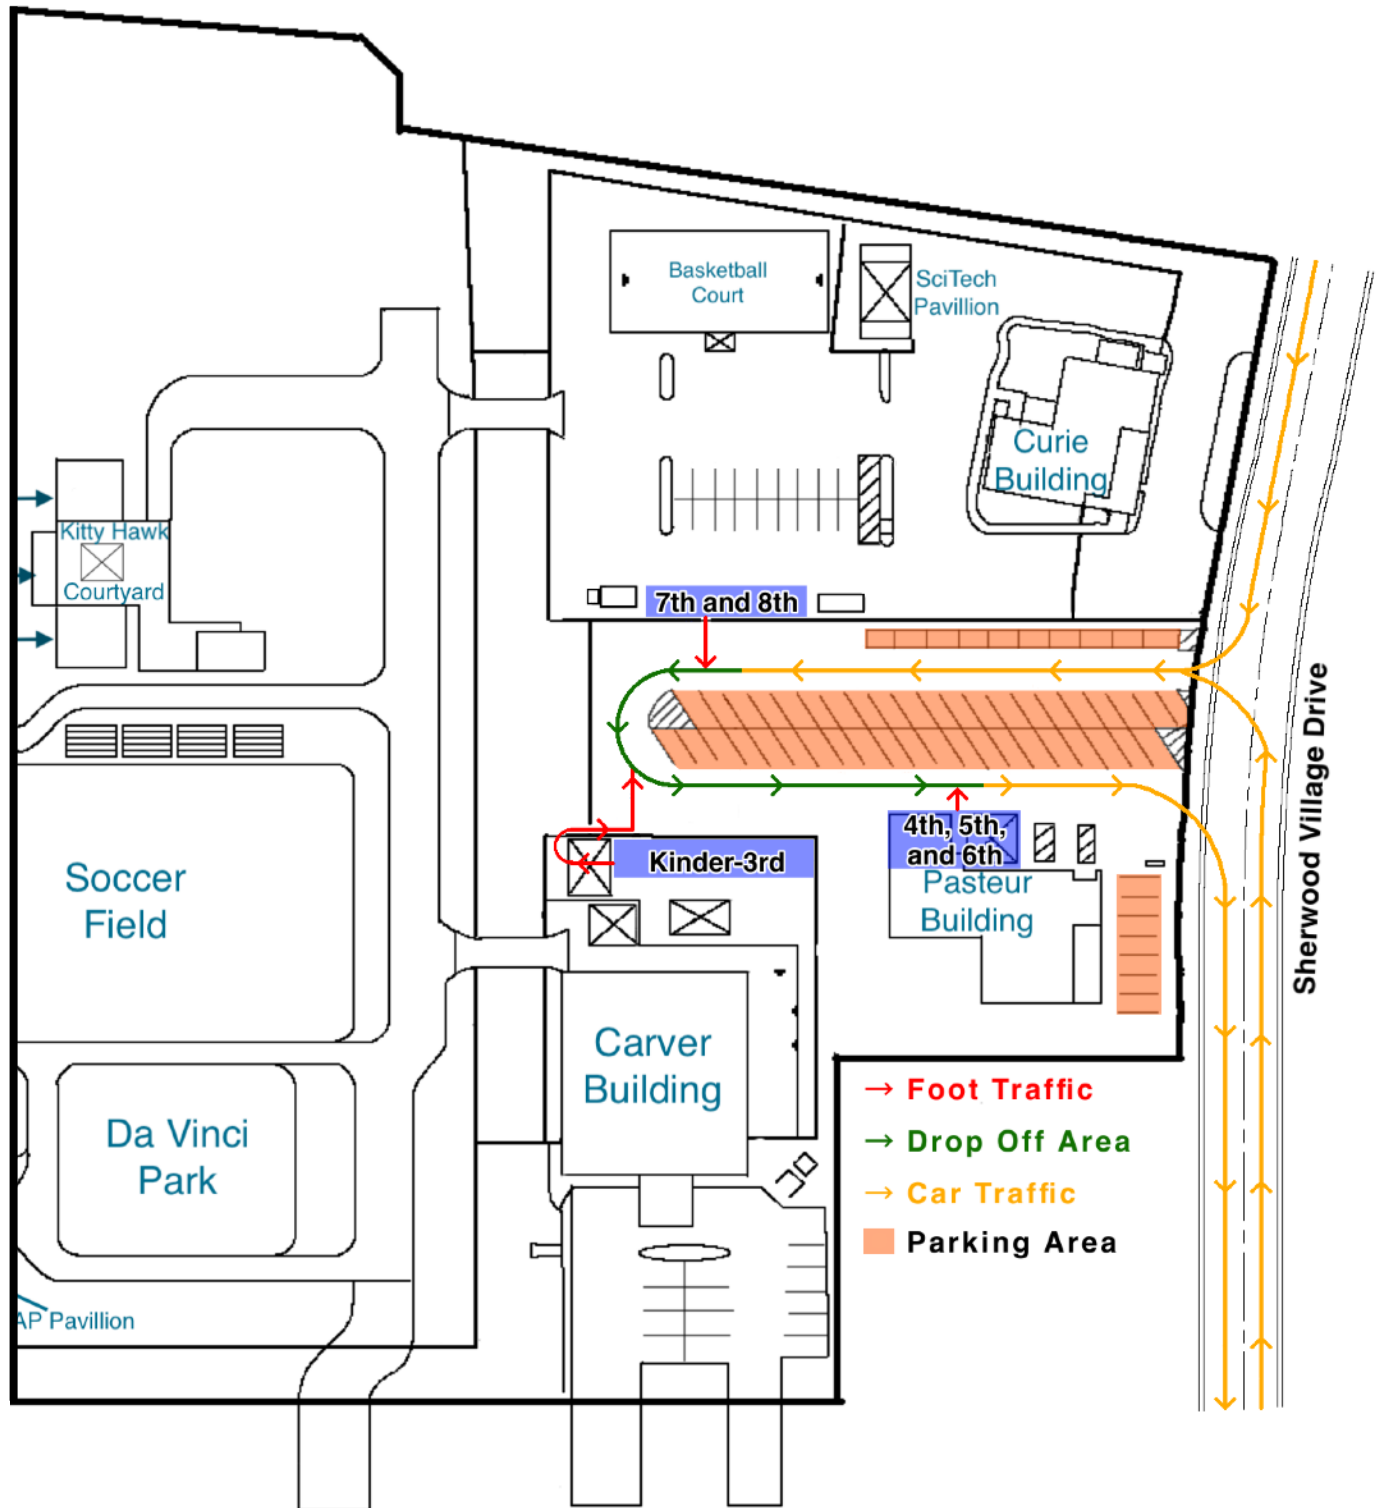 Basketball
Court
SciTech
Pavillion
Curie
Building
Kitty Hawk
Courtyard
7th and 8th
Sherwood Village Drive
4th, 5th,
and 6th
Kinder-3rd
Pasteur
Building
Soccer
Field
Carver
Building
Da Vinci
Park
→ Foot Traffic
→ Drop Off Area
→ Car Traffic
Parking Area
AP Pavillion